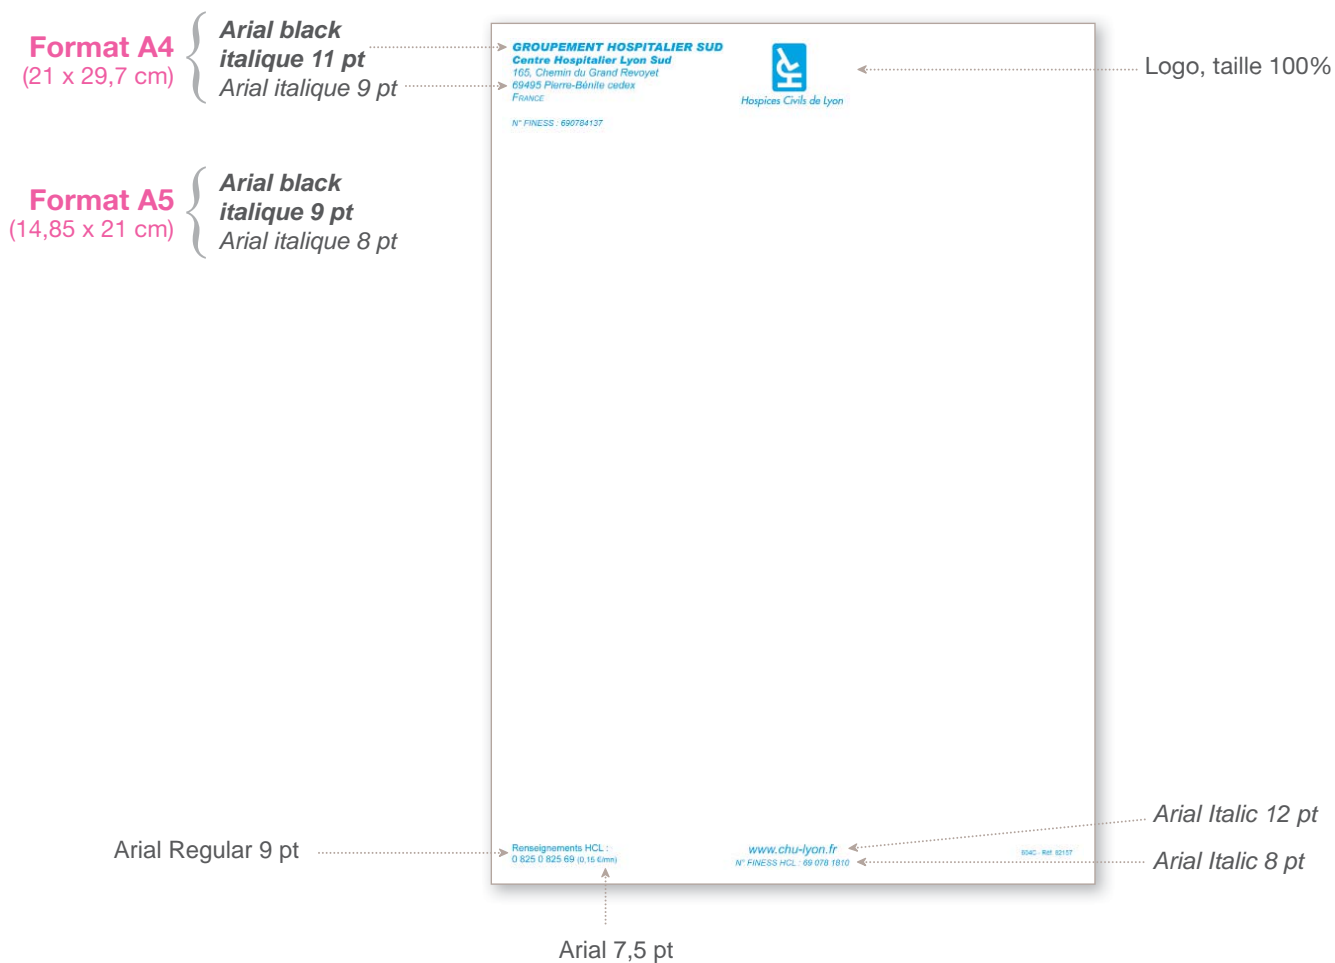 Format A4
(21 x 29,7 cm)
Arial black
italique 11 pt
Arial italique 9 pt
Format A5
(14,85 x 21 cm)
Arial black
italique 9 pt
Arial italique 8 pt
GROUPEMENT HOSPITALIER SUD
Centre Hospitalier Lyon Sud
165, Chemin du Grand Revoyet
69495 Pierre-Bénite cedex
FRANCE
N° FINESS : 690784137
HCL
Hospices Civils de Lyon
Logo, taille 100%
Arial Regular 9 pt
Renseignements HCL :
0 825 0 825 69 (0,15 €/mn)
www.chu-lyon.fr
N° FINESS HCL : 69 078 1810
604C - Réf. 62157
Arial Italic 12 pt
Arial Italic 8 pt
Arial 7,5 pt